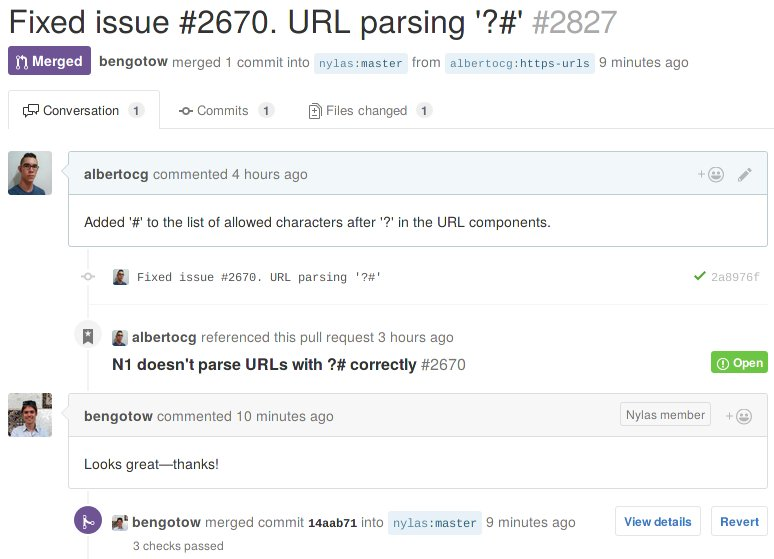 Fixed issue #2670. URL parsing '?#' #2827
Merged bengotow merged 1 commit into nylas:master from albertocg:https-urls 9 minutes ago
Conversation 1 Commits 1 Files changed 1
albertocg commented 4 hours ago
Added '#' to the list of allowed characters after '?' in the URL components.
Fixed issue #2670. URL parsing '?#' 2a8976f
albertocg referenced this pull request 3 hours ago
N1 doesn't parse URLs with ?# correctly #2670 Open
bengotow commented 10 minutes ago Nylas member
Looks great—thanks!
bengotow merged commit 14aab71 into nylas:master 9 minutes ago View details Revert
3 checks passed